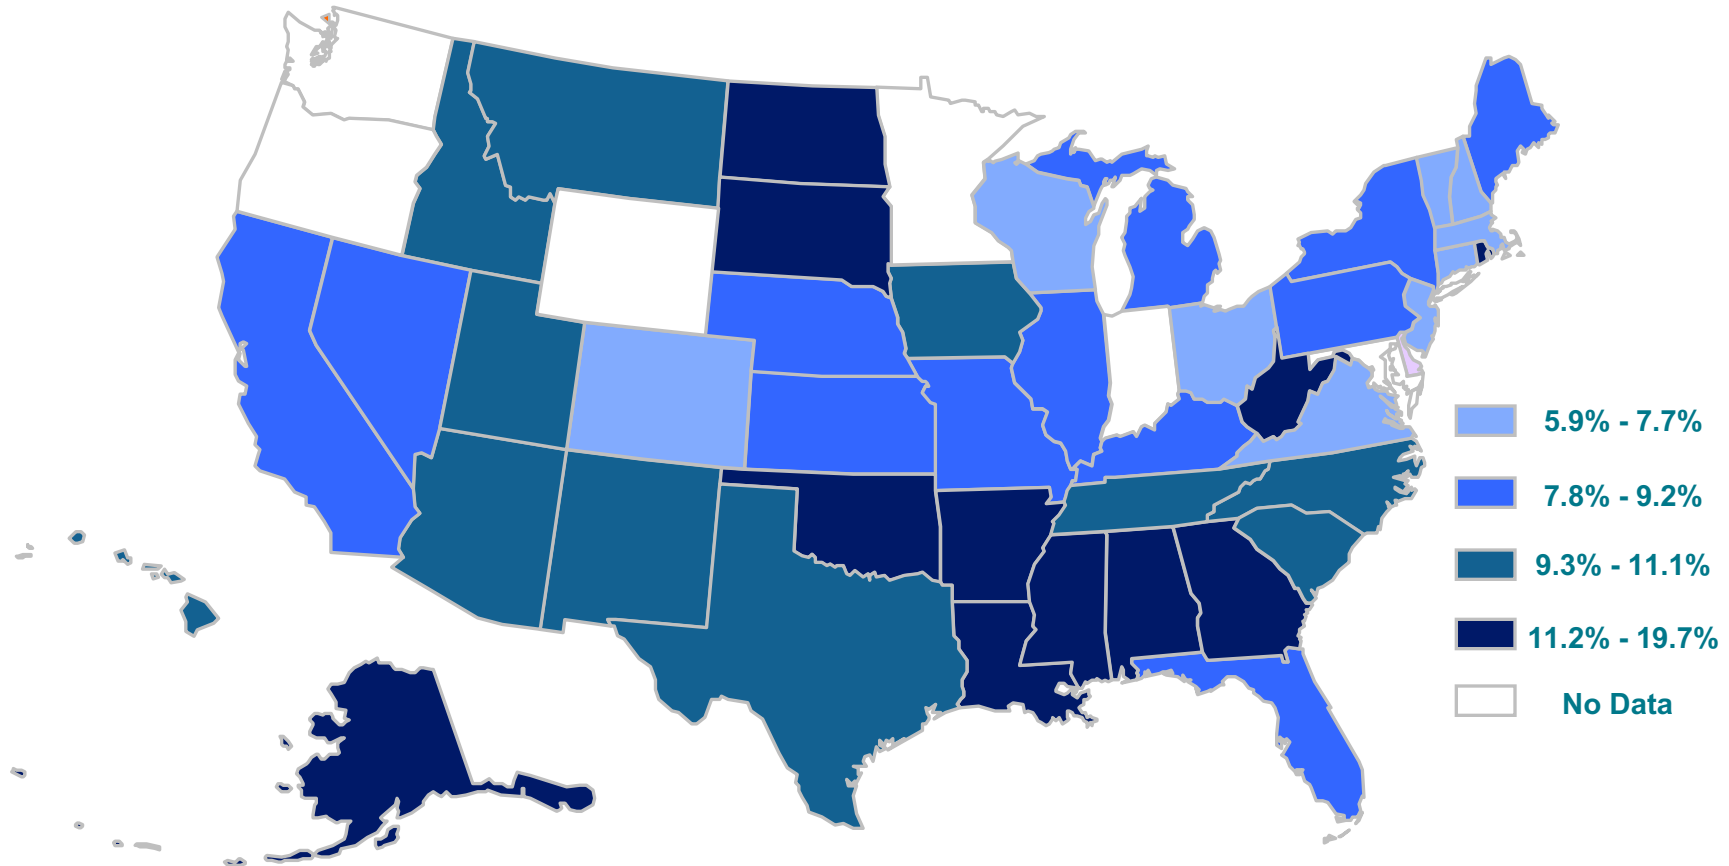 5.9% - 7.7%
7.8% - 9.2%
9.3% - 11.1%
11.2% - 19.7%
No Data